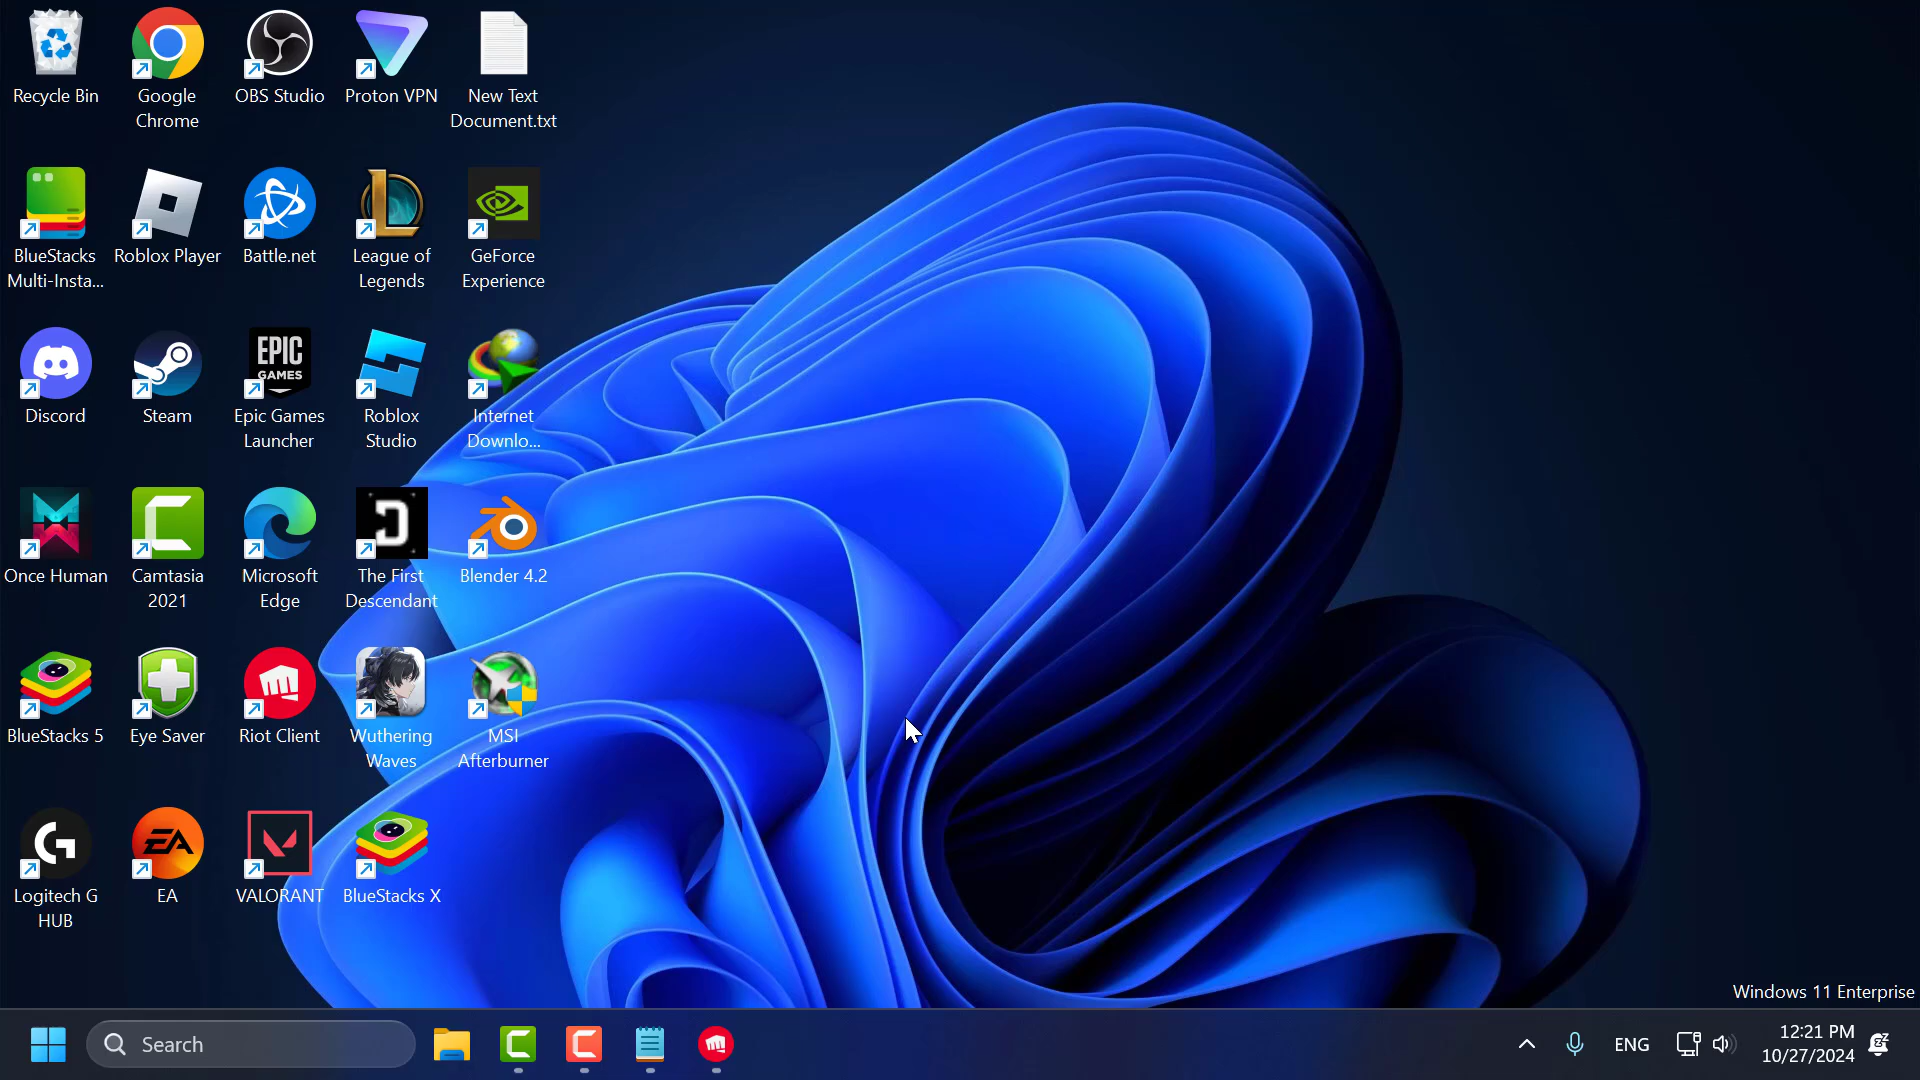 Recycle Bin
Google
Chrome
OBS Studio
Proton VPN
New Text
Document.txt
BlueStacks
Multi-Insta...
Roblox Player
Battle.net
League of
Legends
GeForce
Experience
Discord
Steam
EPIC
GAMES
Epic Games
Launcher
Roblox
Studio
Internet
Downlo...
Once Human
Camtasia
2021
Microsoft
Edge
The First
Descendant
Blender 4.2
BlueStacks 5
Eye Saver
Riot Client
Wuthering
Waves
MSI
Afterburner
Logitech G
HUB
EA
EA
VALORANT
BlueStacks X
Windows 11 Enterprise
Search
ENG
12:21 PM
10/27/2024